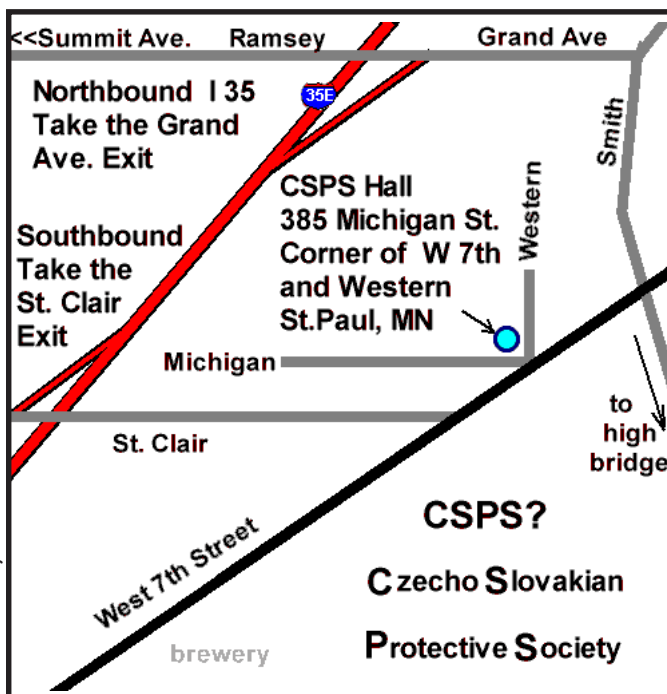 <<Summit Ave. Ramsey Grand Ave
Northbound I 35
Take the Grand
Ave. Exit
35E
Smith
CSPS Hall
385 Michigan St.
Corner of W 7th
and Western
St.Paul, MN
Western
Southbound
Take the
St. Clair
Exit
Michigan
St. Clair
to
high
bridge
West 7th Street
CSPS?
Czecho Slovakian
Protective Society
brewery